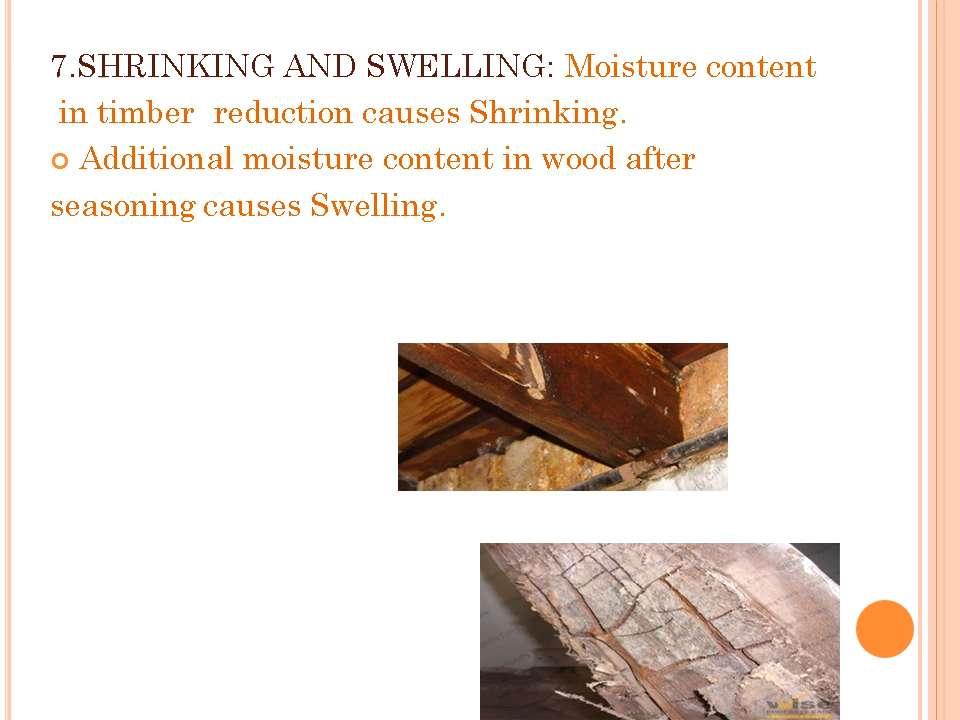 7.SHRINKING AND SWELLING: Moisture content
in timber reduction causes Shrinking.
Additional moisture content in wood after
seasoning causes Swelling.
wise